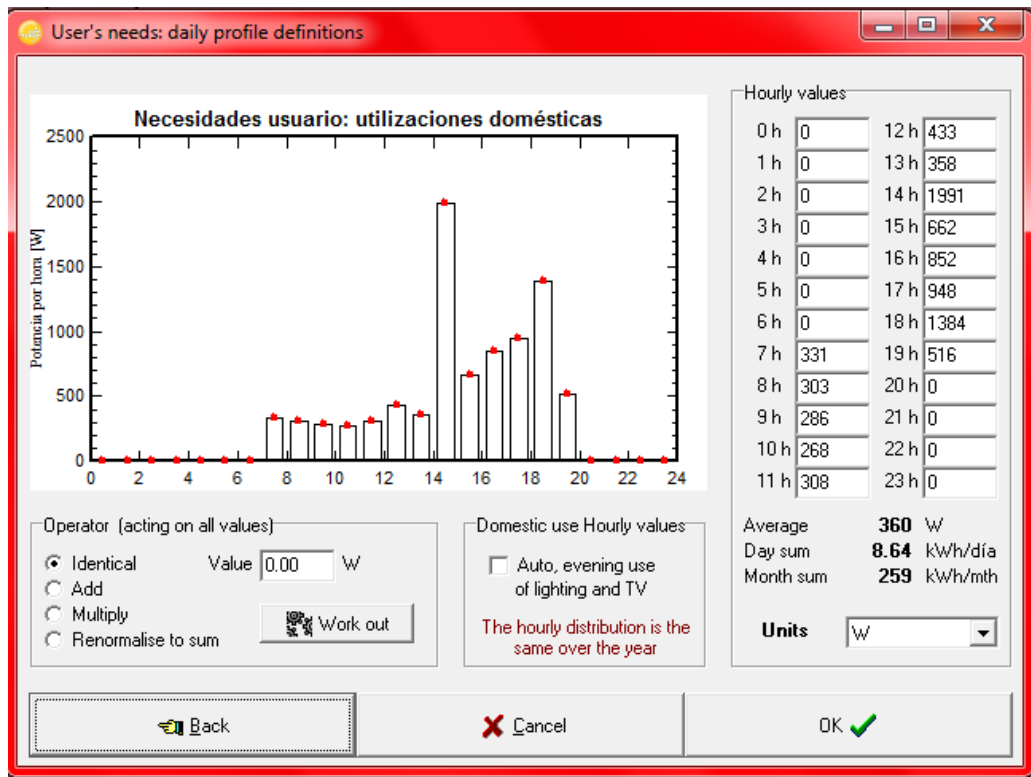 User's needs: daily profile definitions
Necesidades usuario: utilizaciones domésticas
Potencia por hora [W]
2500
2000
1500
1000
500
0
0 2 4 6 8 10 12 14 16 18 20 22 24
Hourly values
0 h 0 12 h 433
1 h 0 13 h 358
2 h 0 14 h 1991
3 h 0 15 h 662
4 h 0 16 h 852
5 h 0 17 h 948
6 h 0 18 h 1384
7 h 331 19 h 516
8 h 303 20 h 0
9 h 286 21 h 0
10 h 268 22 h 0
11 h 308 23 h 0
Average 360 W
Day sum 8.64 kWh/día
Month sum 259 kWh/mth
Units W
Operator (acting on all values)
Identical Value 0.00 W
Add
Multiply
Renormalise to sum
Work out
Domestic use Hourly values
Auto, evening use
of lighting and TV
The hourly distribution is the
same over the year
Back Cancel OK